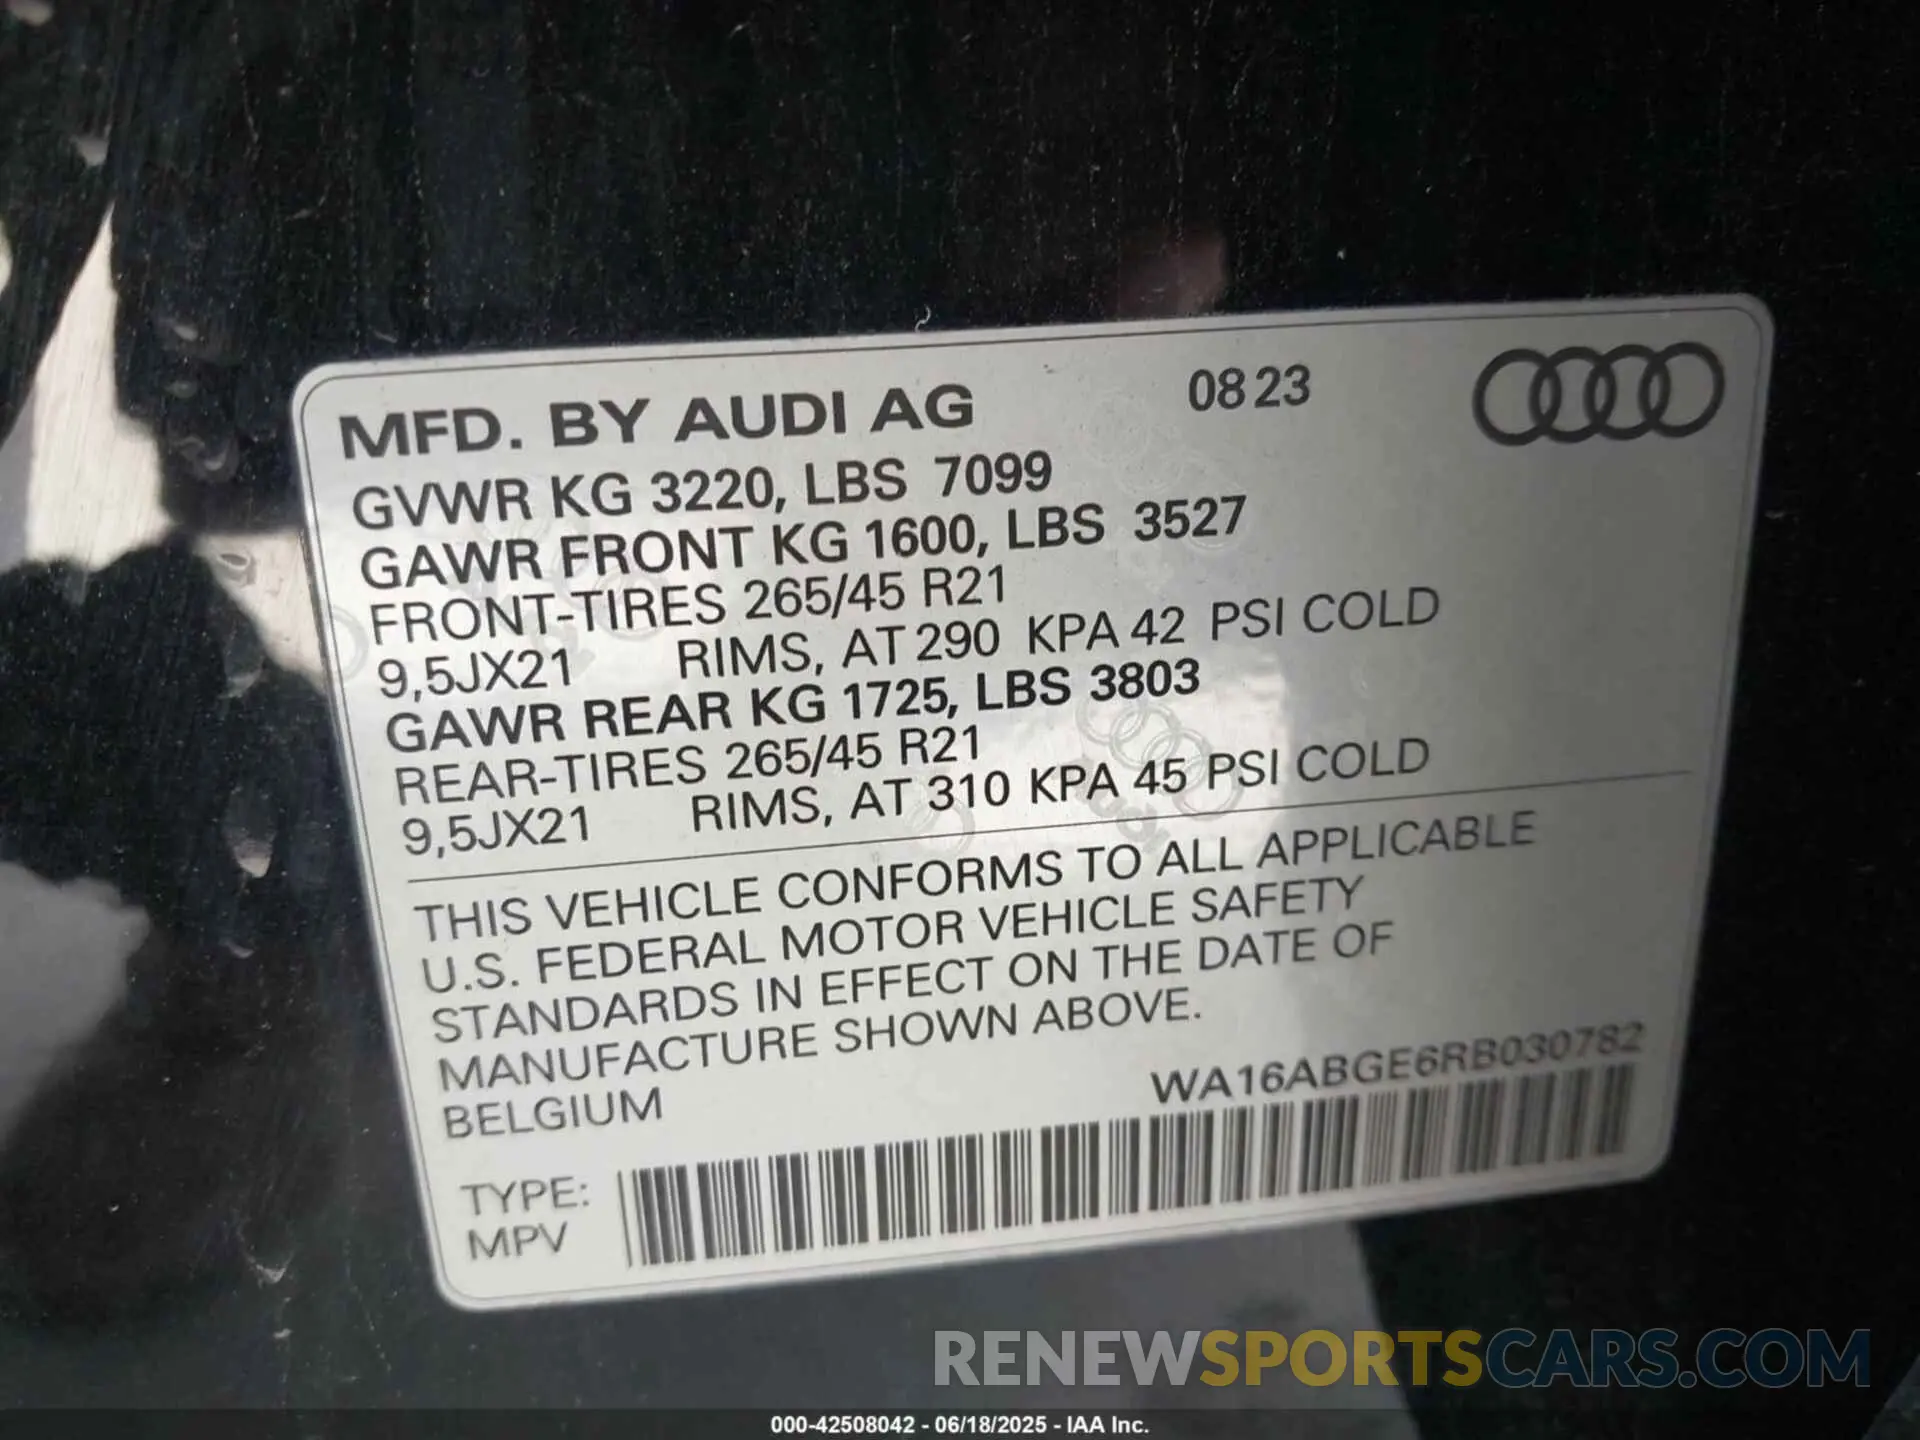 MFD. BY AUDI AG 0823
GVWR KG 3220, LBS 7099
GAWR FRONT KG 1600, LBS 3527
FRONT-TIRES 265/45 R21
9,5JX21 RIMS, AT 290 KPA 42 PSI COLD
GAWR REAR KG 1725, LBS 3803
REAR-TIRES 265/45 R21
9,5JX21 RIMS, AT 310 KPA 45 PSI COLD
THIS VEHICLE CONFORMS TO ALL APPLICABLE
U.S. FEDERAL MOTOR VEHICLE SAFETY
STANDARDS IN EFFECT ON THE DATE OF
MANUFACTURE SHOWN ABOVE.
BELGIUM WA16ABGE6RB030782
TYPE:
MPV
RENEWSPORTSCARS.COM
000-42508042 - 06/18/2025 - IAA Inc.